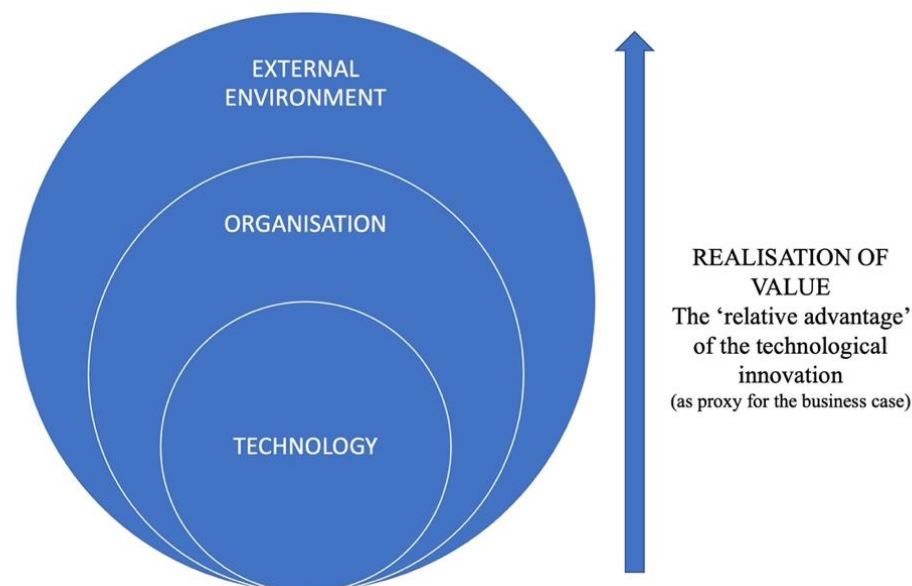 EXTERNAL
ENVIRONMENT
ORGANISATION
TECHNOLOGY
REALISATION OF
VALUE
The ‘relative advantage’
of the technological
innovation
(as proxy for the business case)